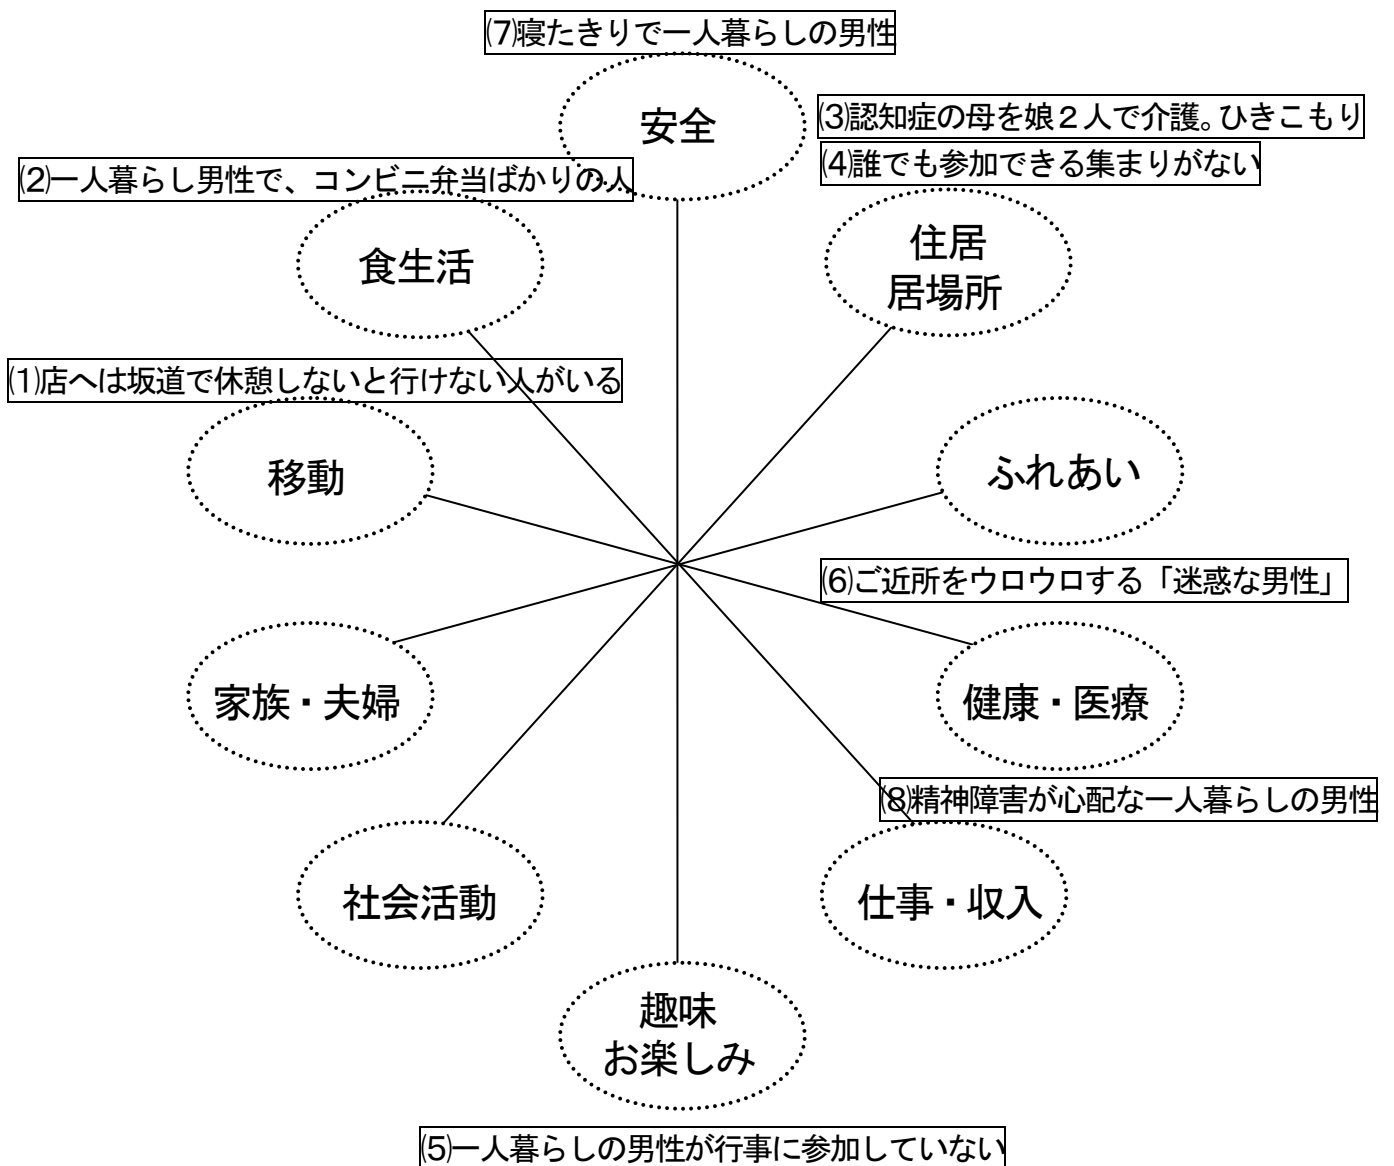 ⑺寝たきりで一人暮らしの男性
安全
⑶認知症の母を娘２人で介護。ひきこもり
⑷誰でも参加できる集まりがない
⑵一人暮らし男性で、コンビニ弁当ばかりの人
食生活
住居
居場所
⑴店へは坂道で休憩しないと行けない人がいる
移動
ふれあい
⑹ご近所をウロウロする「迷惑な男性」
家族・夫婦
健康・医療
⑻精神障害が心配な一人暮らしの男性
社会活動
仕事・収入
趣味
お楽しみ
⑸一人暮らしの男性が行事に参加していない